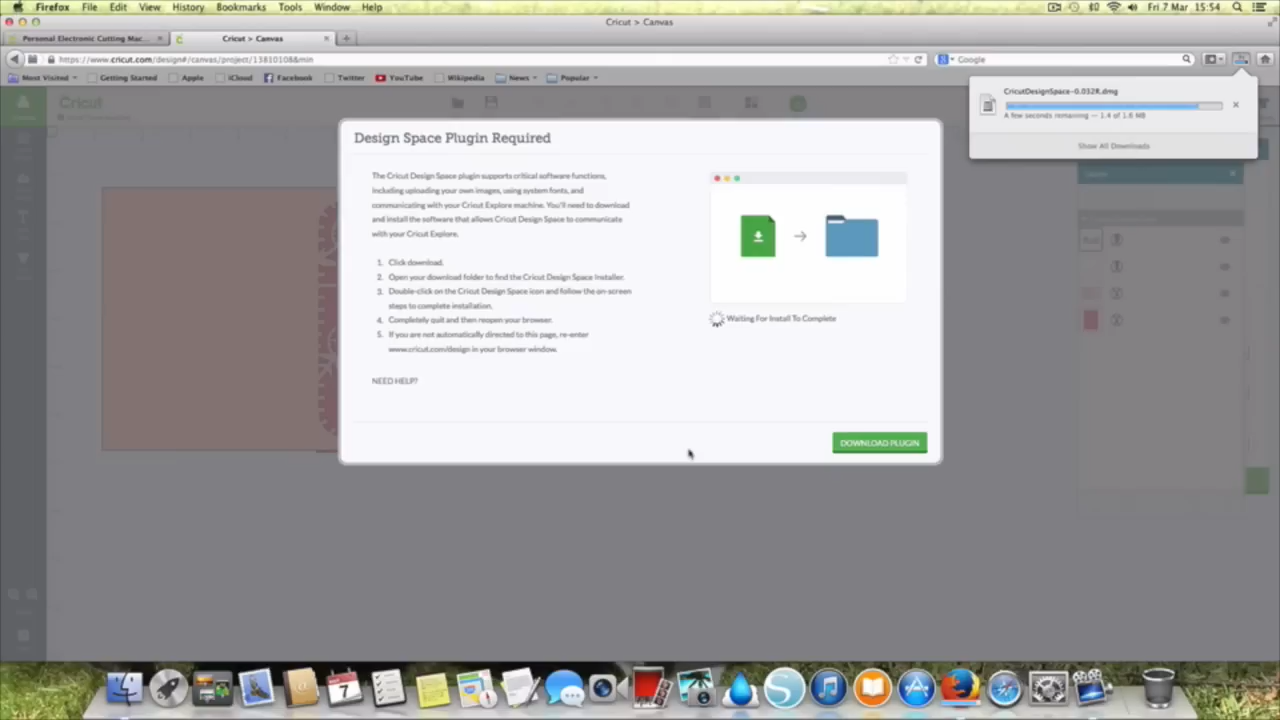 Firefox File Edit View History Bookmarks Tools Window Help Fri 7 Mar 15:54
Cricut > Canvas
Personal Electronic Cutting Mac... Cricut > Canvas
https://www.cricut.com/design#/canvas/project/13810108&min Google
Most Visited Getting Started Apple iCloud Facebook Twitter YouTube Wikipedia News Popular
CricutDesignSpace-0.032R.dmg
A few seconds remaining — 1.4 of 1.6 MB
Show All Downloads
Cricut
Design Space Plugin Required
The Cricut Design Space plugin supports critical software functions,
including uploading your own images, using system fonts, and
communicating with your Cricut Explore machine. You'll need to download
and install the software that allows Cricut Design Space to communicate
with your Cricut Explore.
1. Click download.
2. Open your download folder to find the Cricut Design Space Installer.
3. Double-click on the Cricut Design Space icon and follow the on-screen
steps to complete installation.
4. Completely quit and then reopen your browser.
5. If you are not automatically directed to this page, re-enter
www.cricut.com/design in your browser window.
Waiting For Install To Complete
NEED HELP?
DOWNLOAD PLUGIN
7